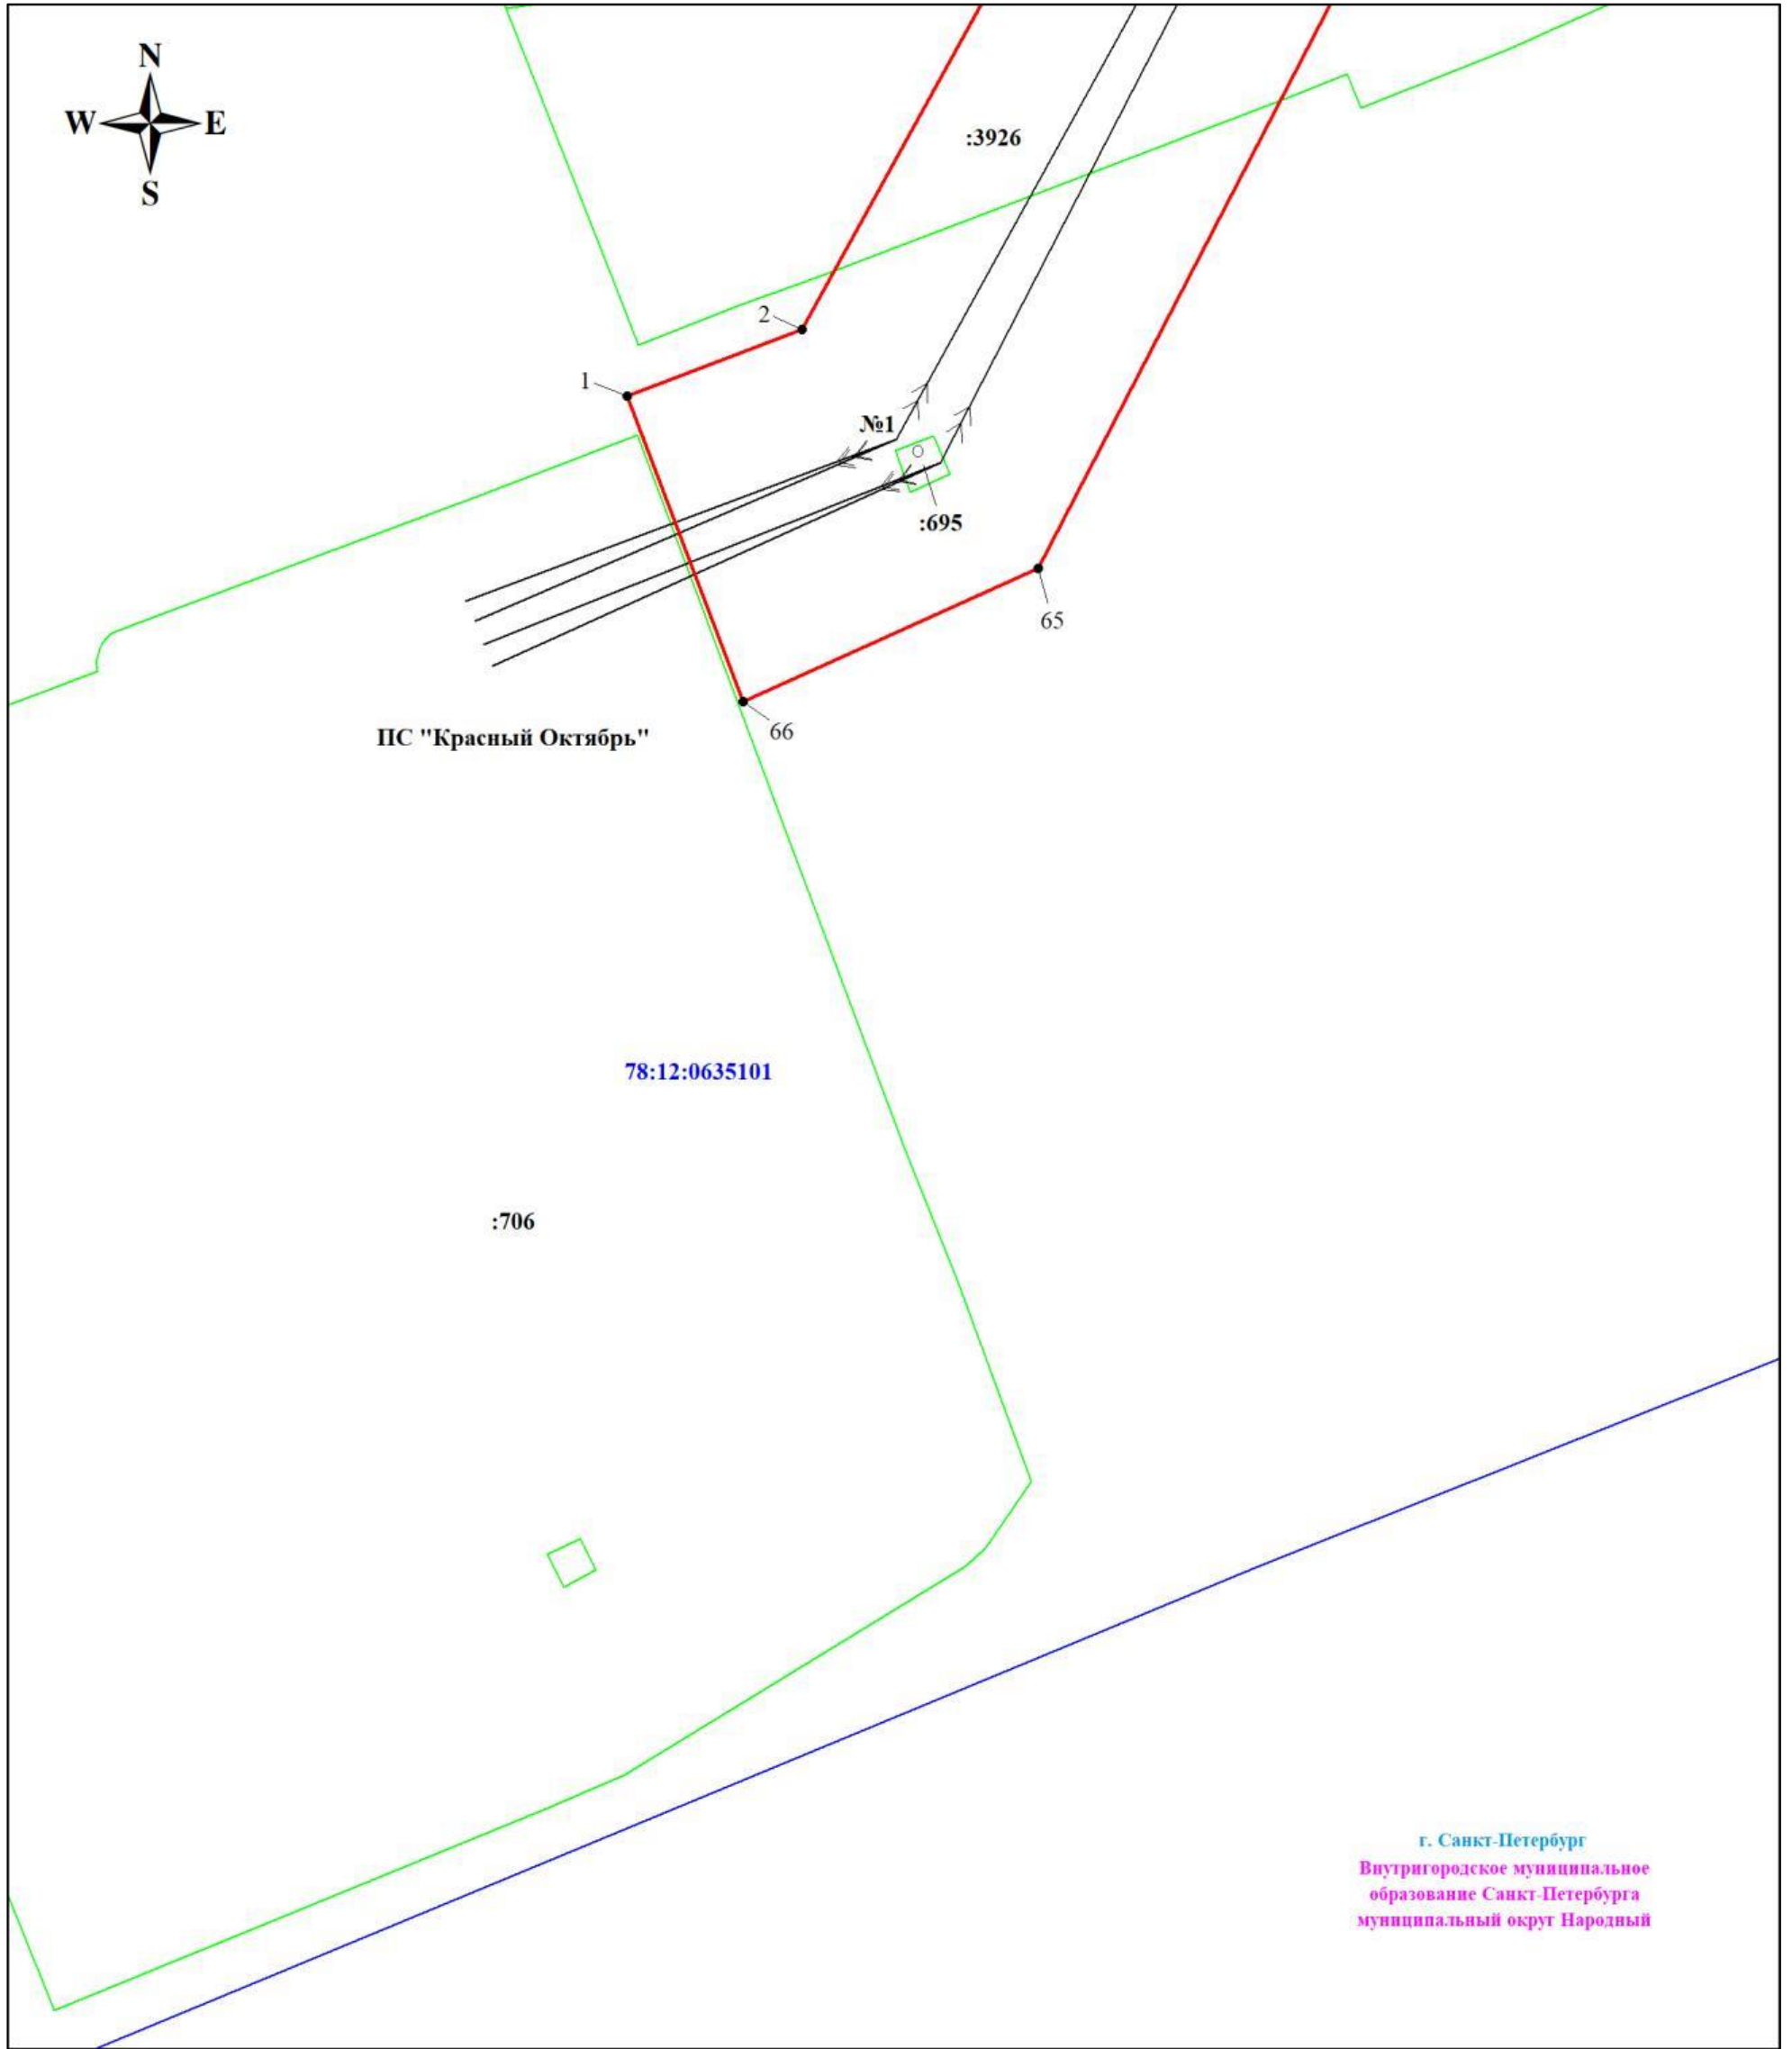 N
W E
S
:3926
2
1
№1
:695
65
66
ПС "Красный Октябрь"
78:12:0635101
:706
г. Санкт-Петербург
Внутригородское муниципальное
образование Санкт-Петербурга
муниципальный округ Народный